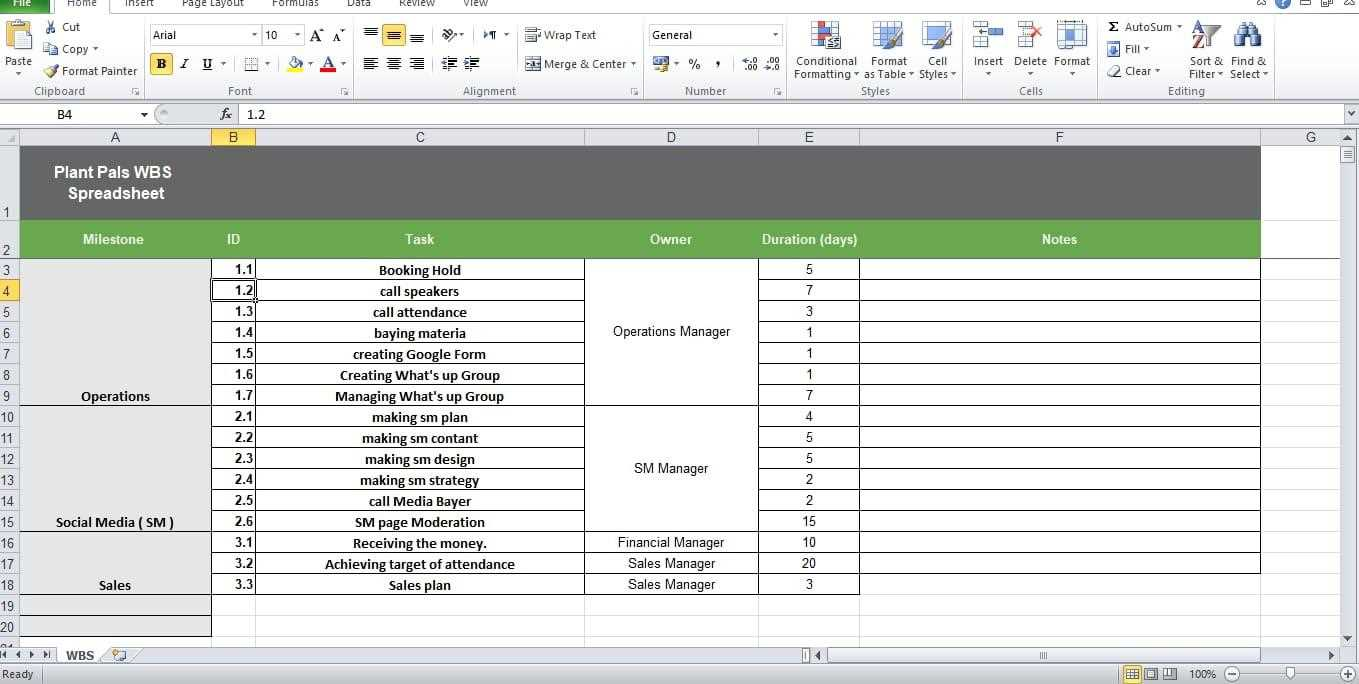 File Home Insert Page Layout Formulas Data Review View
Cut
Copy
Format Painter
Paste
Clipboard
Arial 10
B I U
Font
Wrap Text
Merge & Center
Alignment
General
Number
Conditional Formatting
Format as Table
Cell Styles
Styles
Insert Delete Format
Cells
Σ AutoSum
Fill
Clear
Sort & Filter
Find & Select
Editing
B4 fx 1.2
A B C D E F G
1 Plant Pals WBS
Spreadsheet
2 Milestone ID Task Owner Duration (days) Notes
3 1.1 Booking Hold 5
4 1.2 call speakers 7
5 1.3 call attendance 3
6 1.4 baying materia Operations Manager 1
7 1.5 creating Google Form 1
8 1.6 Creating What's up Group 1
9 Operations 1.7 Managing What's up Group 7
10 2.1 making sm plan 4
11 2.2 making sm contant 5
12 2.3 making sm design SM Manager 5
13 2.4 making sm strategy 2
14 2.5 call Media Bayer 2
15 Social Media ( SM ) 2.6 SM page Moderation 15
16 3.1 Receiving the money. Financial Manager 10
17 3.2 Achieving target of attendance Sales Manager 20
18 Sales 3.3 Sales plan Sales Manager 3
19
20
WBS
Ready 100%